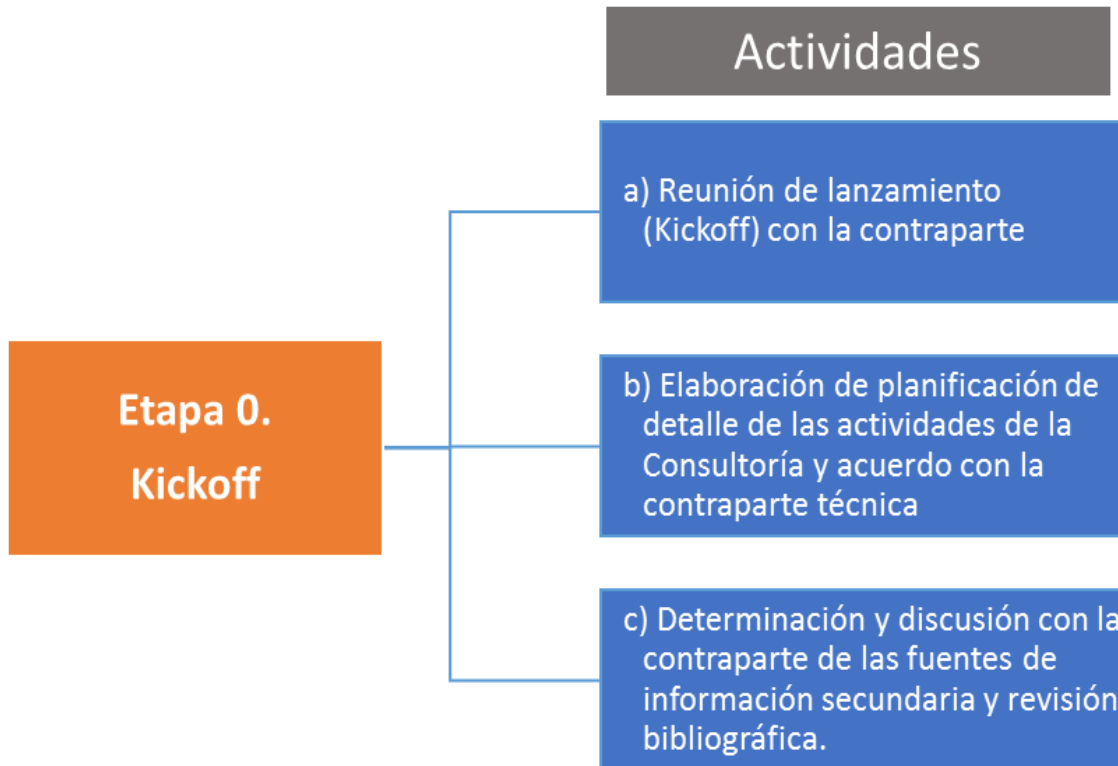 Actividades
a) Reunión de lanzamiento
(Kickoff) con la contraparte
Etapa 0.
Kickoff
b) Elaboración de planificación de
detalle de las actividades de la
Consultoría y acuerdo con la
contraparte técnica
c) Determinación y discusión con la
contraparte de las fuentes de
información secundaria y revisión
bibliográfica.